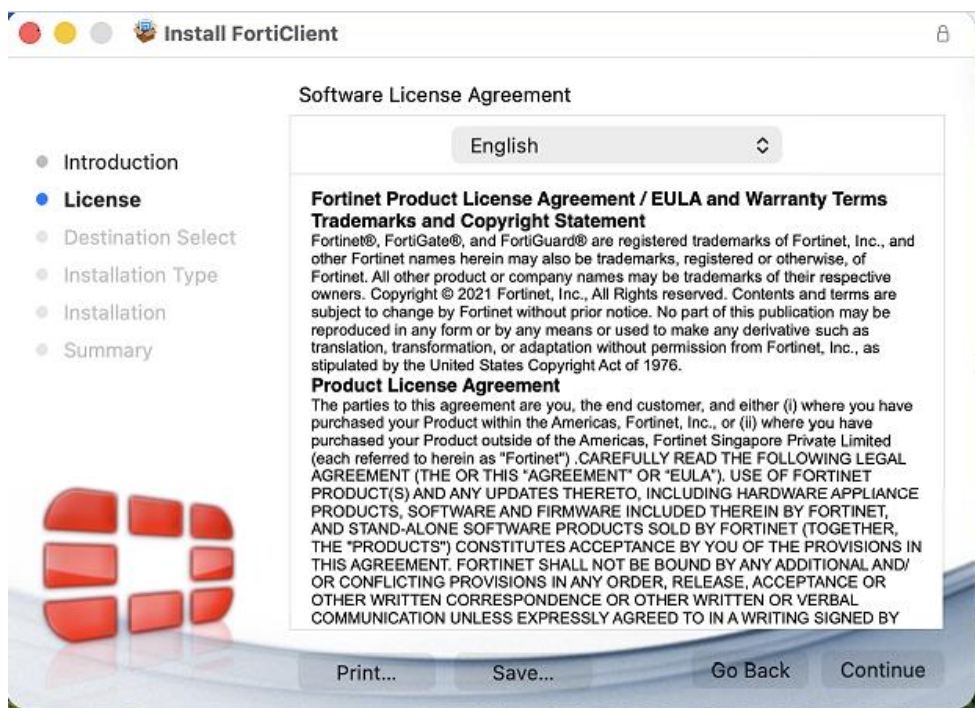 Install FortiClient
Software License Agreement
English
Introduction
License
Destination Select
Installation Type
Installation
Summary
Fortinet Product License Agreement / EULA and Warranty Terms
Trademarks and Copyright Statement
Fortinet®, FortiGate®, and FortiGuard® are registered trademarks of Fortinet, Inc., and
other Fortinet names herein may also be trademarks, registered or otherwise, of
Fortinet. All other product or company names may be trademarks of their respective
owners. Copyright © 2021 Fortinet, Inc., All Rights reserved. Contents and terms are
subject to change by Fortinet without prior notice. No part of this publication may be
reproduced in any form or by any means or used to make any derivative such as
translation, transformation, or adaptation without permission from Fortinet, Inc., as
stipulated by the United States Copyright Act of 1976.
Product License Agreement
The parties to this agreement are you, the end customer, and either (i) where you have
purchased your Product within the Americas, Fortinet, Inc., or (ii) where you have
purchased your Product outside of the Americas, Fortinet Singapore Private Limited
(each referred to herein as "Fortinet") .CAREFULLY READ THE FOLLOWING LEGAL
AGREEMENT (THE OR THIS “AGREEMENT” OR “EULA”). USE OF FORTINET
PRODUCT(S) AND ANY UPDATES THERETO, INCLUDING HARDWARE APPLIANCE
PRODUCTS, SOFTWARE AND FIRMWARE INCLUDED THEREIN BY FORTINET,
AND STAND-ALONE SOFTWARE PRODUCTS SOLD BY FORTINET (TOGETHER,
THE "PRODUCTS") CONSTITUTES ACCEPTANCE BY YOU OF THE PROVISIONS IN
THIS AGREEMENT. FORTINET SHALL NOT BE BOUND BY ANY ADDITIONAL AND/
OR CONFLICTING PROVISIONS IN ANY ORDER, RELEASE, ACCEPTANCE OR
OTHER WRITTEN CORRESPONDENCE OR OTHER WRITTEN OR VERBAL
COMMUNICATION UNLESS EXPRESSLY AGREED TO IN A WRITING SIGNED BY
Print...
Save...
Go Back
Continue